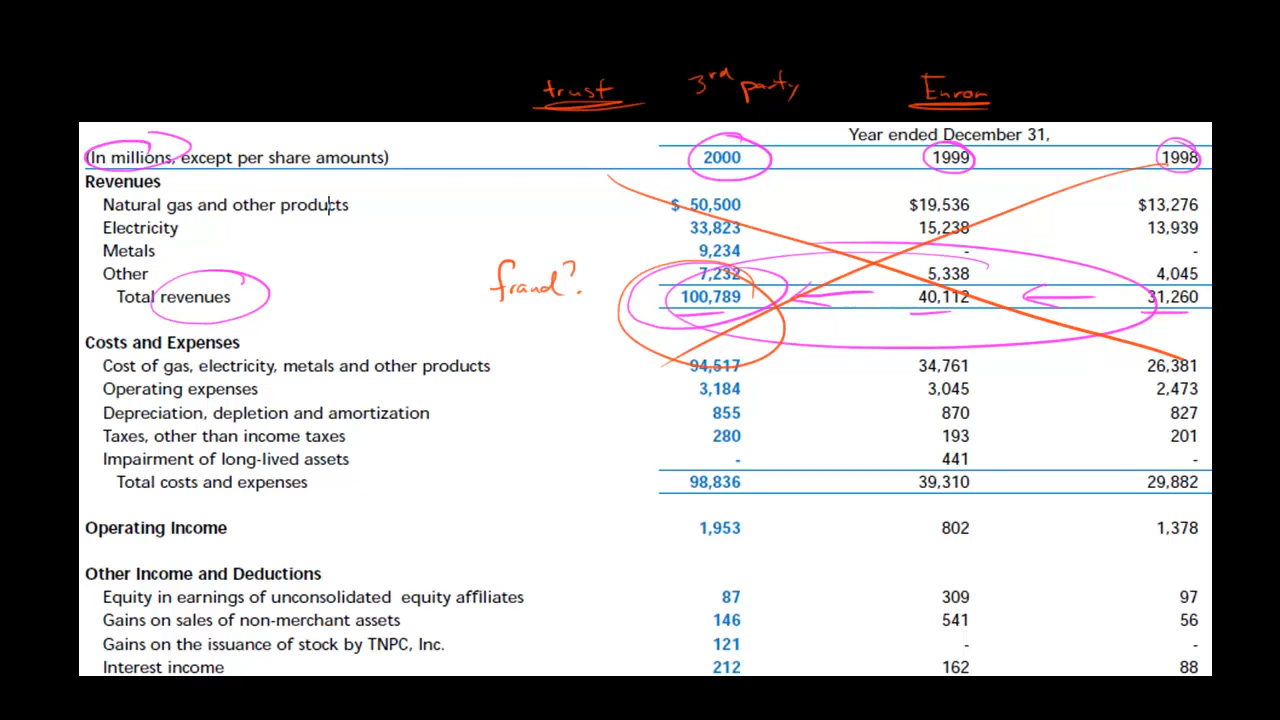 trust 3rd party Enron
Year ended December 31,
(In millions, except per share amounts) 2000 1999 1998
Revenues
Natural gas and other products $ 50,500 $19,536 $13,276
Electricity 33,823 15,238 13,939
Metals 9,234 - -
Other 7,232 5,338 4,045
fraud?
Total revenues 100,789 40,112 31,260
Costs and Expenses
Cost of gas, electricity, metals and other products 94,517 34,761 26,381
Operating expenses 3,184 3,045 2,473
Depreciation, depletion and amortization 855 870 827
Taxes, other than income taxes 280 193 201
Impairment of long-lived assets - 441 -
Total costs and expenses 98,836 39,310 29,882
Operating Income 1,953 802 1,378
Other Income and Deductions
Equity in earnings of unconsolidated equity affiliates 87 309 97
Gains on sales of non-merchant assets 146 541 56
Gains on the issuance of stock by TNPC, Inc. 121 - -
Interest income 212 162 88